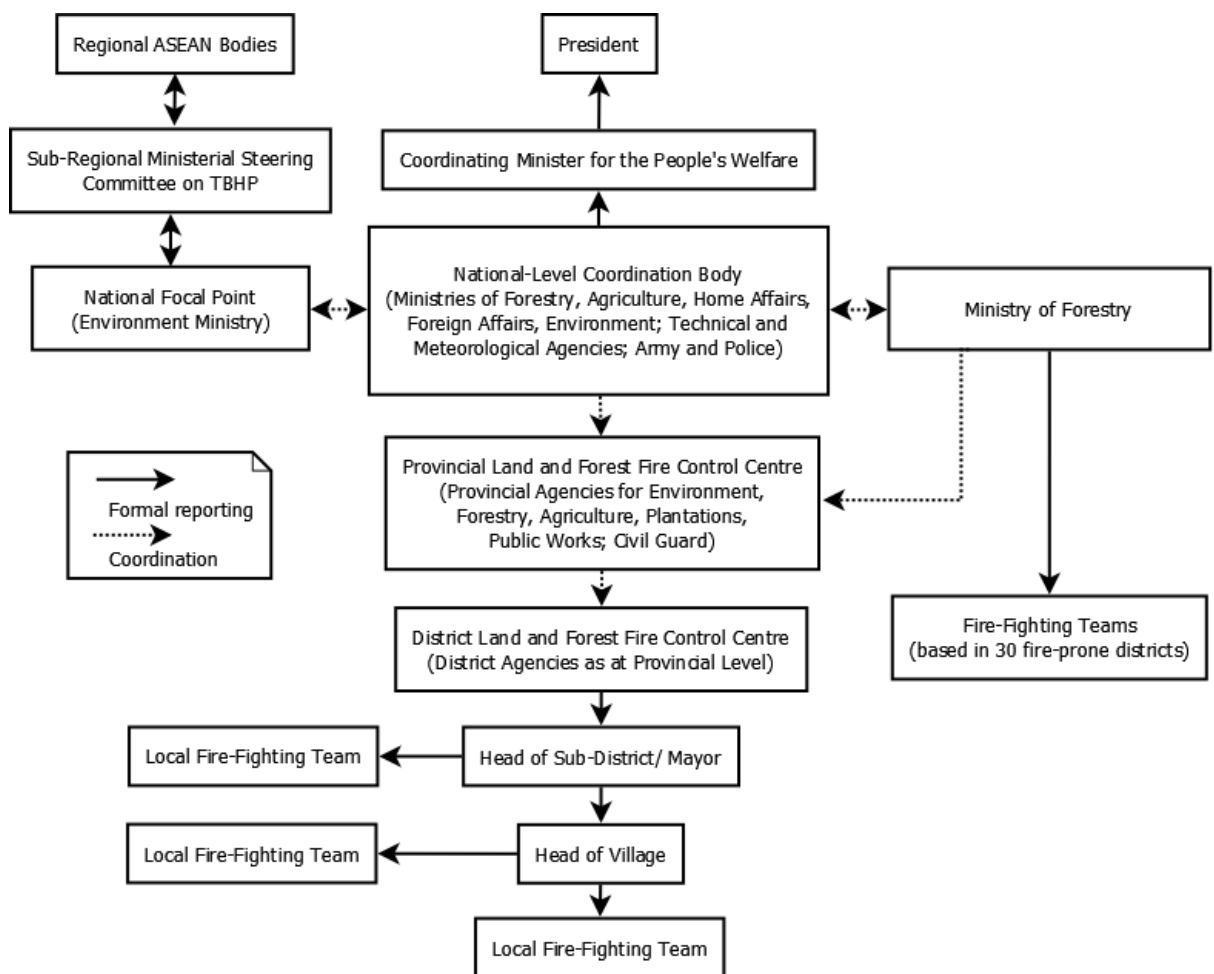 Regional ASEAN Bodies
President
Sub-Regional Ministerial Steering
Committee on TBHP
Coordinating Minister for the People's Welfare
National Focal Point
(Environment Ministry)
National-Level Coordination Body
(Ministries of Forestry, Agriculture, Home Affairs,
Foreign Affairs, Environment; Technical and
Meteorological Agencies; Army and Police)
Ministry of Forestry
Formal reporting
Coordination
Provincial Land and Forest Fire Control Centre
(Provincial Agencies for Environment,
Forestry, Agriculture, Plantations,
Public Works; Civil Guard)
District Land and Forest Fire Control Centre
(District Agencies as at Provincial Level)
Fire-Fighting Teams
(based in 30 fire-prone districts)
Local Fire-Fighting Team
Head of Sub-District/ Mayor
Local Fire-Fighting Team
Head of Village
Local Fire-Fighting Team